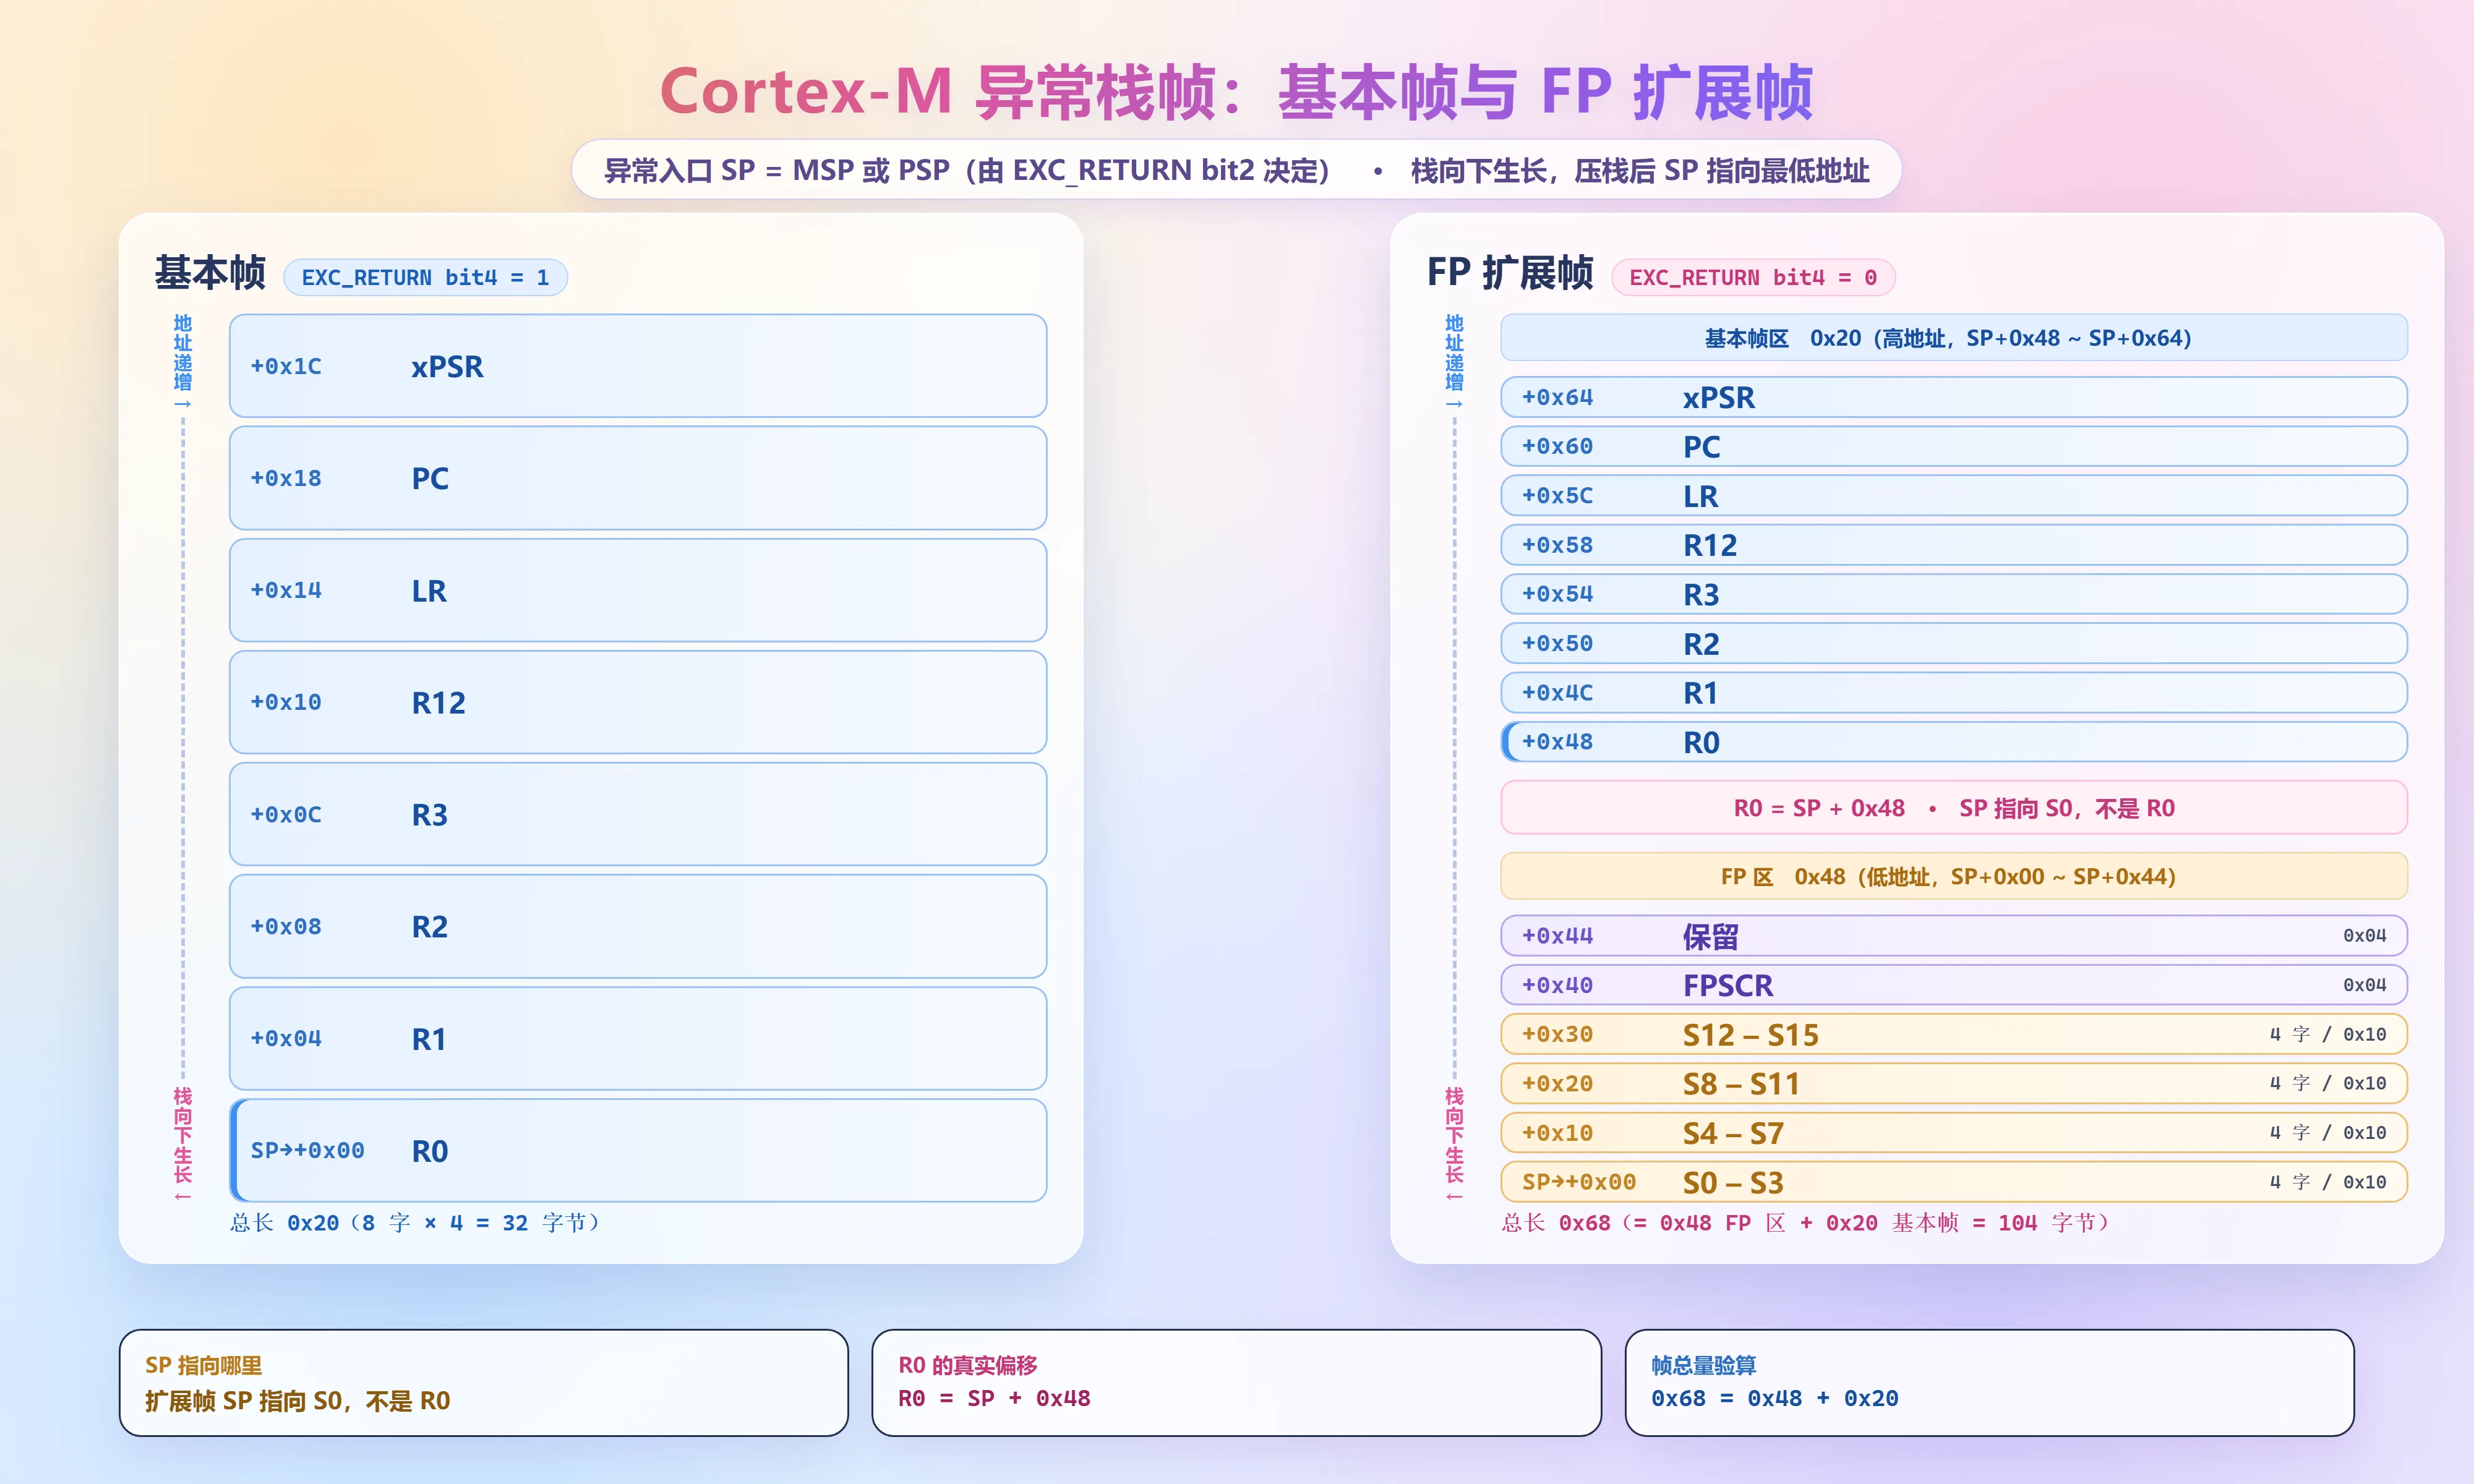 Cortex-M 异常栈帧：基本帧与 FP 扩展帧
异常入口 SP = MSP 或 PSP（由 EXC_RETURN bit2 决定） • 栈向下生长，压栈后 SP 指向最低地址
基本帧 EXC_RETURN bit4 = 1
地址递增→
+0x1C xPSR
+0x18 PC
+0x14 LR
+0x10 R12
+0x0C R3
+0x08 R2
+0x04 R1
SP→+0x00 R0
栈向下生长←
总长 0x20（8 字 × 4 = 32 字节）
FP 扩展帧 EXC_RETURN bit4 = 0
地址递增→
基本帧区 0x20（高地址，SP+0x48 ~ SP+0x64）
+0x64 xPSR
+0x60 PC
+0x5C LR
+0x58 R12
+0x54 R3
+0x50 R2
+0x4C R1
+0x48 R0
R0 = SP + 0x48 • SP 指向 S0，不是 R0
FP 区 0x48（低地址，SP+0x00 ~ SP+0x44）
+0x44 保留 0x04
+0x40 FPSCR 0x04
+0x30 S12 – S15 4 字 / 0x10
+0x20 S8 – S11 4 字 / 0x10
+0x10 S4 – S7 4 字 / 0x10
SP→+0x00 S0 – S3 4 字 / 0x10
栈向下生长←
总长 0x68（= 0x48 FP 区 + 0x20 基本帧 = 104 字节）
SP 指向哪里
扩展帧 SP 指向 S0，不是 R0
R0 的真实偏移
R0 = SP + 0x48
帧总量验算
0x68 = 0x48 + 0x20